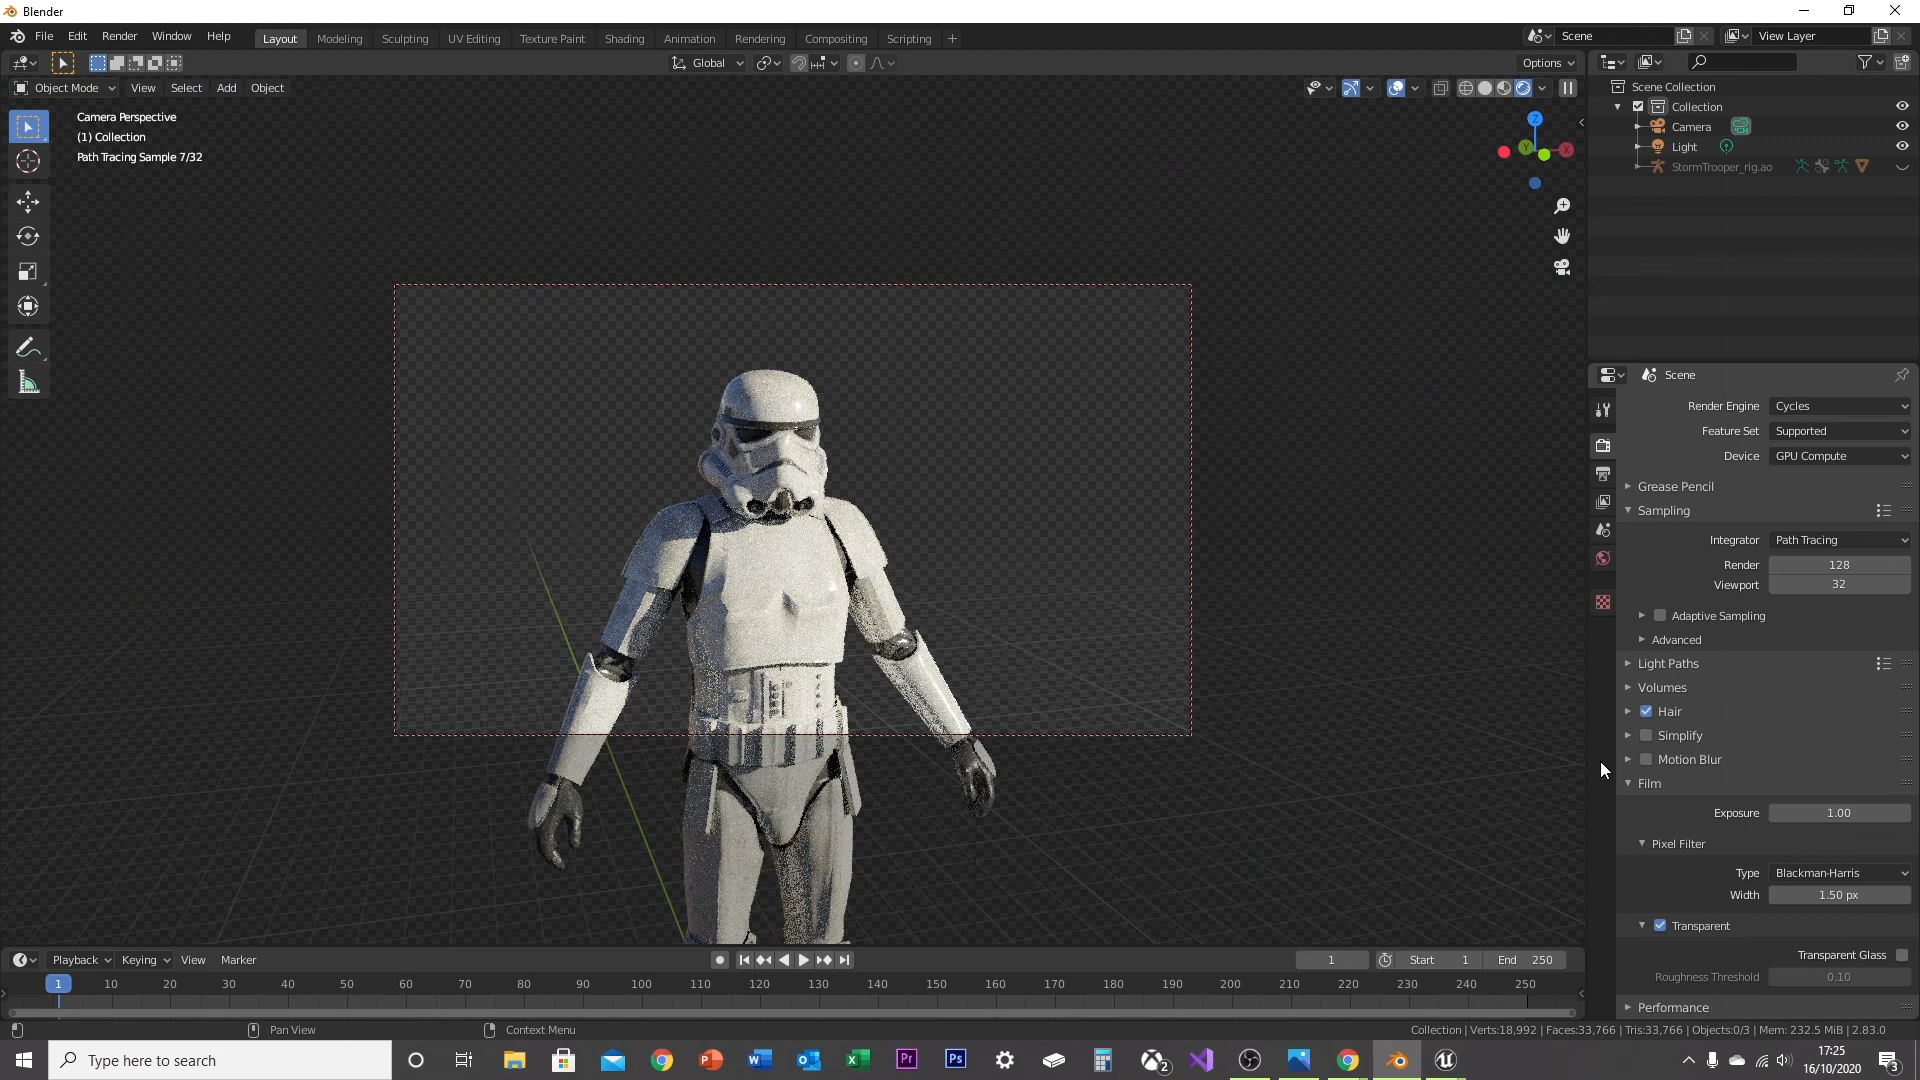 Blender
File Edit Render Window Help
Layout Modeling Sculpting UV Editing Texture Paint Shading Animation Rendering Compositing Scripting +
Scene
View Layer
Global
Options
Object Mode View Select Add Object
Camera Perspective
(1) Collection
Path Tracing Sample 7/32
Z
Y
X
Scene Collection
Collection
Camera
Light
StormTrooper_rig.ao
Scene
Render Engine Cycles
Feature Set Supported
Device GPU Compute
Grease Pencil
Sampling
Integrator Path Tracing
Render 128
Viewport 32
Adaptive Sampling
Advanced
Light Paths
Volumes
Hair
Simplify
Motion Blur
Film
Exposure 1.00
Pixel Filter
Type Blackman-Harris
Width 1.50 px
Transparent
Transparent Glass
Roughness Threshold 0.10
Performance
Playback Keying View Marker
1 Start 1 End 250
1 10 20 30 40 50 60 70 80 90 100 110 120 130 140 150 160 170 180 190 200 210 220 230 240 250
Pan View Context Menu
Collection | Verts:18,992 | Faces:33,766 | Tris:33,766 | Objects:0/3 | Mem: 232.5 MiB | 2.83.0
Type here to search
Pr
Ps
2
17:25
16/10/2020
3